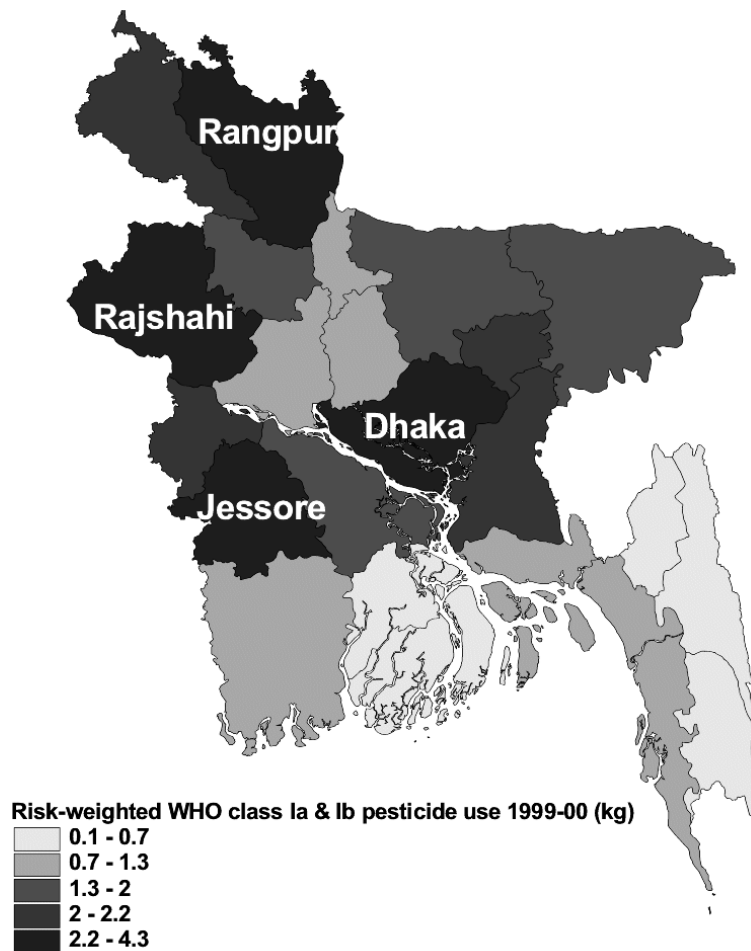 Rangpur
Rajshahi
Dhaka
Jessore
Risk-weighted WHO class Ia & Ib pesticide use 1999-00 (kg)
0.1 - 0.7
0.7 - 1.3
1.3 - 2
2 - 2.2
2.2 - 4.3